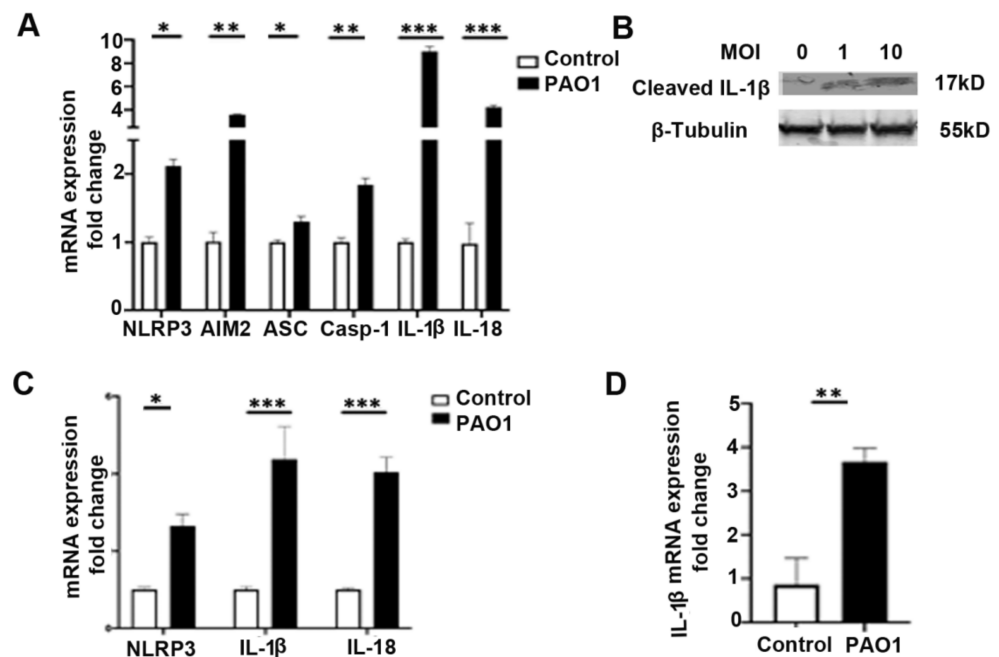 A
* ** * ** *** ***
Control
PAO1
mRNA expression
fold change
10
8
6
4
2
1
0
NLRP3 AIM2 ASC Casp-1 IL-1β IL-18
B
MOI 0 1 10
Cleaved IL-1β 17kD
β-Tubulin 55kD
C
* *** ***
Control
PAO1
mRNA expression
fold change
NLRP3 IL-1β IL-18
D
**
IL-1β mRNA expression
fold change
5
4
3
2
1
0
Control PAO1